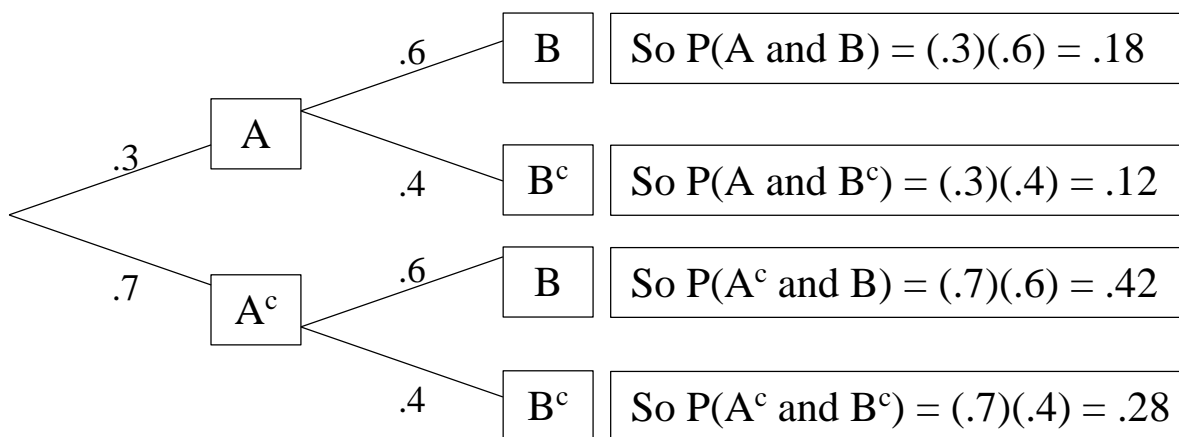 .6 B So P(A and B) = (.3)(.6) = .18
.3 A
.4 Bᶜ So P(A and Bᶜ) = (.3)(.4) = .12
.7 Aᶜ
.6 B So P(Aᶜ and B) = (.7)(.6) = .42
.4 Bᶜ So P(Aᶜ and Bᶜ) = (.7)(.4) = .28